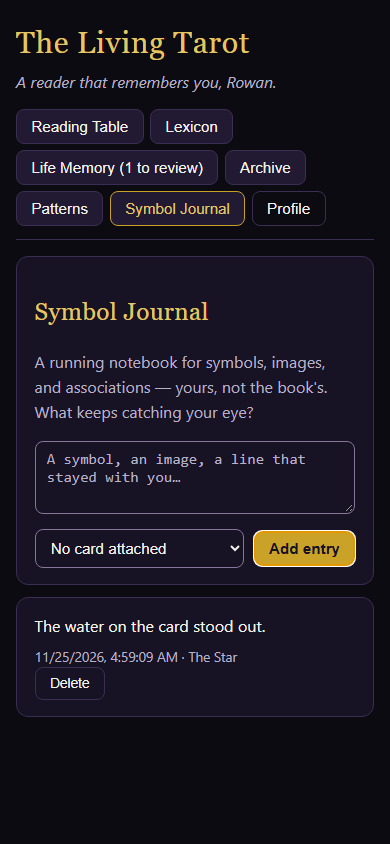 The Living Tarot
A reader that remembers you, Rowan.
Reading Table
Lexicon
Life Memory (1 to review)
Archive
Patterns
Symbol Journal
Profile
Symbol Journal
A running notebook for symbols, images,
and associations — yours, not the book's.
What keeps catching your eye?
A symbol, an image, a line that
stayed with you…
No card attached
Add entry
The water on the card stood out.
11/25/2026, 4:59:09 AM · The Star
Delete